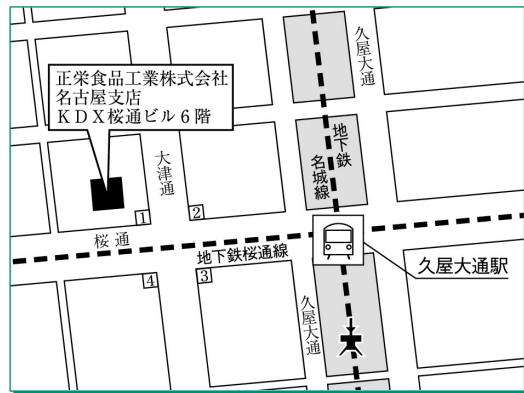 正栄食品工業株式会社
名古屋支店
KDX桜通ビル6階
久屋大通
地下鉄
名城線
大津通
1
2
桜通
地下鉄桜通線
3
4
久屋大通駅
久屋大通